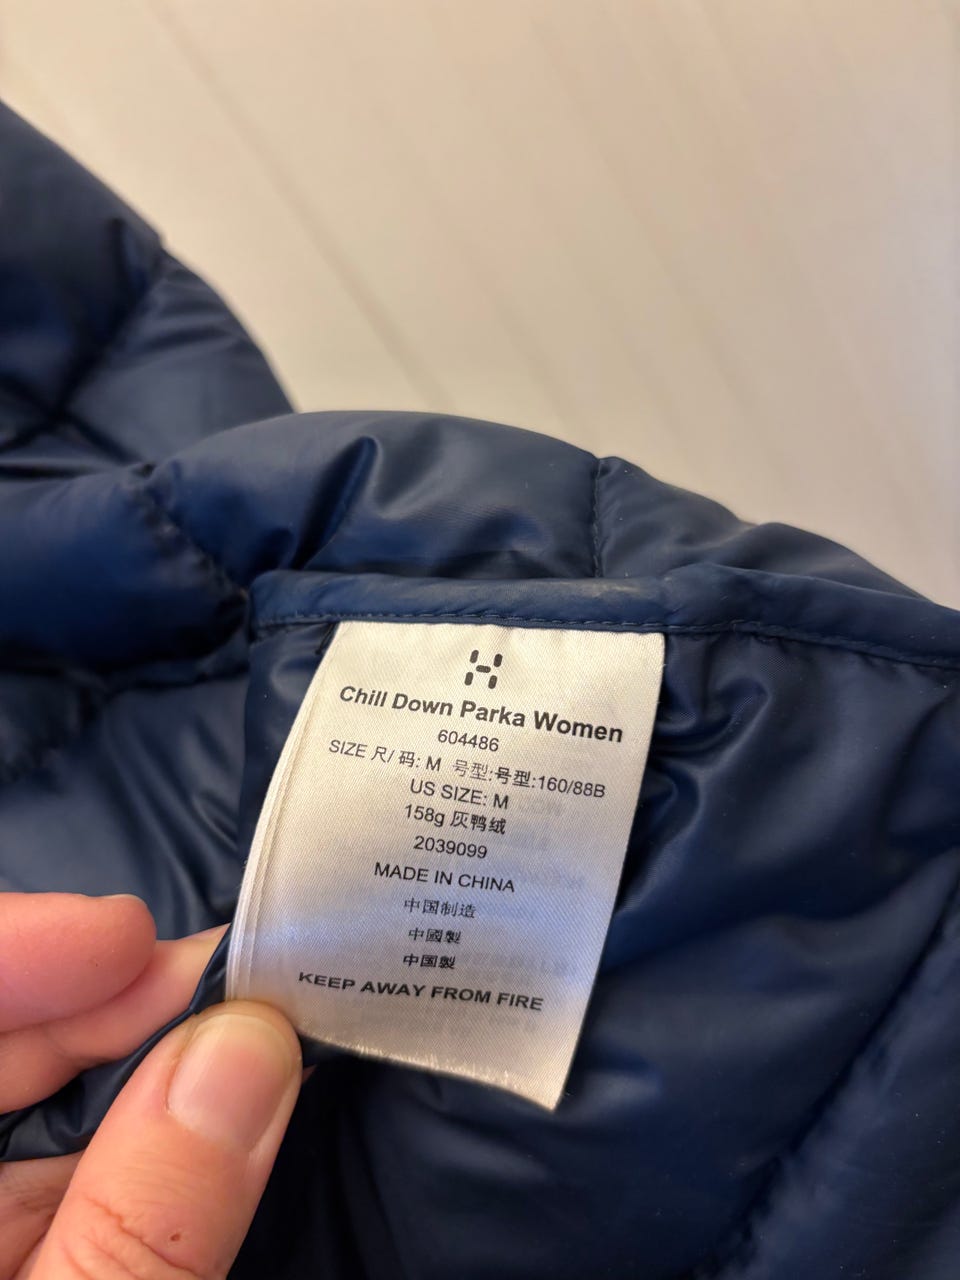 Chill Down Parka Women
604486
SIZE 尺/ 码: M 号型:号型:160/88B
US SIZE: M
158g 灰鸭绒
2039099
MADE IN CHINA
中国制造
中國製
中国製
KEEP AWAY FROM FIRE